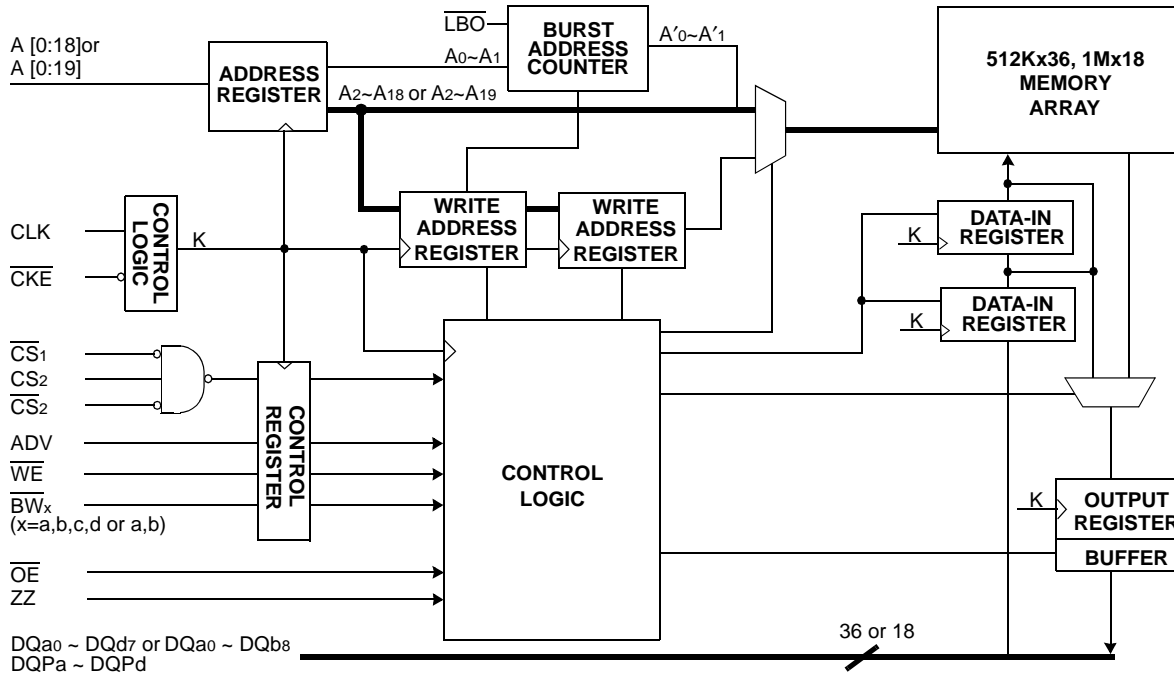 LBO
BURST
ADDRESS
COUNTER
A′0~A′1
A [0:18]or
A [0:19]
ADDRESS
REGISTER
A0~A1
A2~A18 or A2~A19
512Kx36, 1Mx18
MEMORY
ARRAY
CLK
CKE
CONTROL
LOGIC
K
WRITE
ADDRESS
REGISTER
WRITE
ADDRESS
REGISTER
DATA-IN
REGISTER
K
DATA-IN
REGISTER
K
CS1
CS2
CS2
ADV
WE
BWx
(x=a,b,c,d or a,b)
CONTROL
REGISTER
CONTROL
LOGIC
K
OUTPUT
REGISTER
BUFFER
OE
ZZ
DQa0 ~ DQd7 or DQa0 ~ DQb8
DQPa ~ DQPd
36 or 18